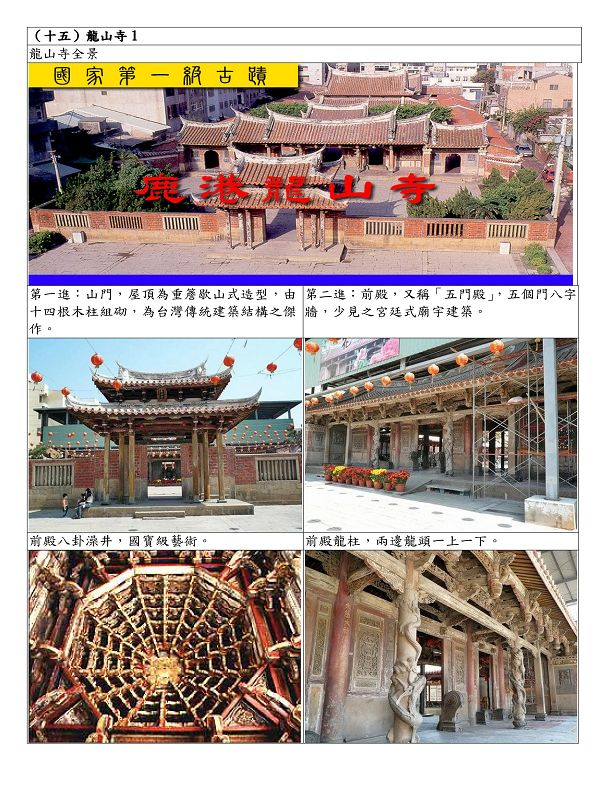 （十五）龍山寺1
龍山寺全景
國家第一級古蹟
鹿港龍山寺
第一進：山門，屋頂為重簷歇山式造型，由
十四根木柱組砌，為台灣傳統建築結構之傑
作。
第二進：前殿，又稱「五門殿」，五個門八字
牆，少見之宮廷式廟宇建築。
前殿八卦藻井，國寶級藝術。
前殿龍柱，兩邊龍頭一上一下。